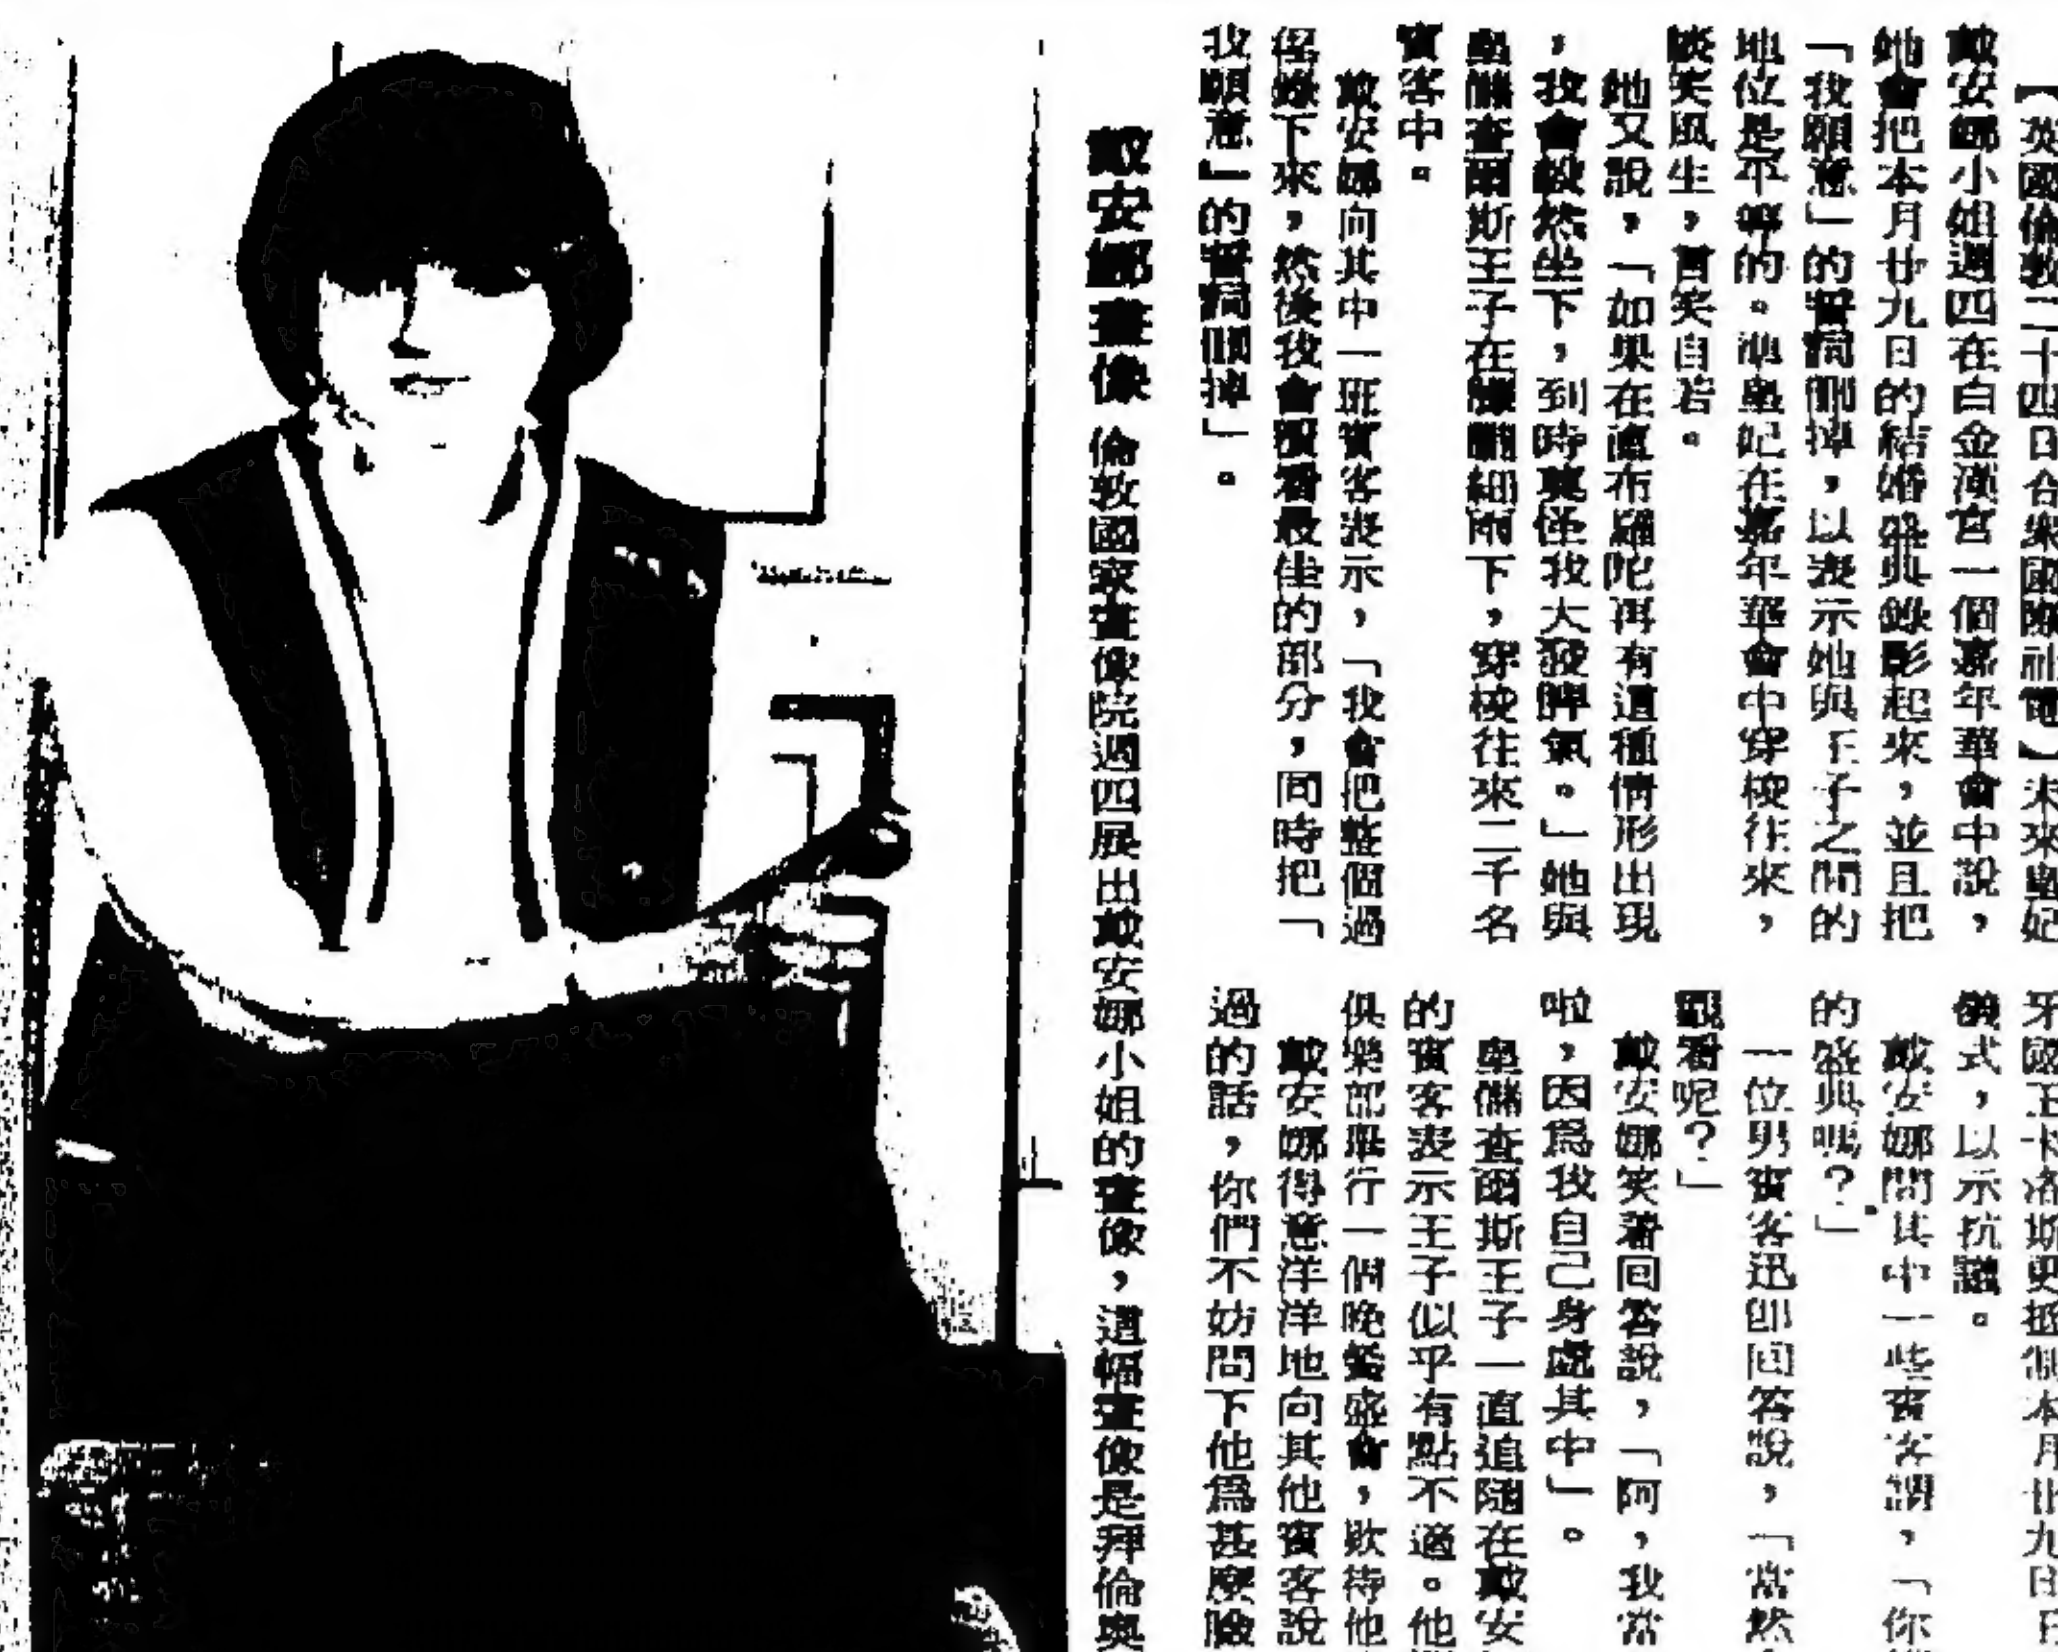 【英國倫敦二十四日合衆國際社電】未來皇妃
戴安娜小姐週四在白金漢宮一個嘉年華會中說，
她會把本月廿九日的結婚盛典錄影起來，並且把
「我願意」的誓詞刪掉，以表示她與王子之間的
地位是平等的。準皇妃在嘉年華會中穿梭往來，
談笑風生，言笑自若。
她又說，「如果在直布羅陀再有這種情形出現
，我會毅然坐下，到時莫怪我大發脾氣。」她與
皇儲查爾斯王子在濛濛細雨下，穿梭往來二千名
賓客中。
戴安娜向其中一班賓客表示，「我會把整個過
程錄下來，然後我會觀看最佳的部分，同時把「
我願意」的誓詞刪掉」。
牙國王卡洛斯更抵制本月廿九日
儀式，以示抗議。
戴安娜問其中一些賓客謂，「你
的盛典嗎？」
一位男賓客迅即回答說，「當然
觀看呢？」
戴安娜笑着回答說，「阿，我當
啦，因爲我自己身處其中」。
皇儲查爾斯王子一直追隨在戴安
的賓客表示王子似乎有點不適。他
俱樂部舉行一個晚餐盛會，欵待他
戴安娜得意洋洋地向其他賓客說
過的話，你們不妨問下他爲甚麼臉
戴安娜畫像 倫敦國家畫像院週四展出戴安娜小姐的畫像，這幅畫像是拜倫奧